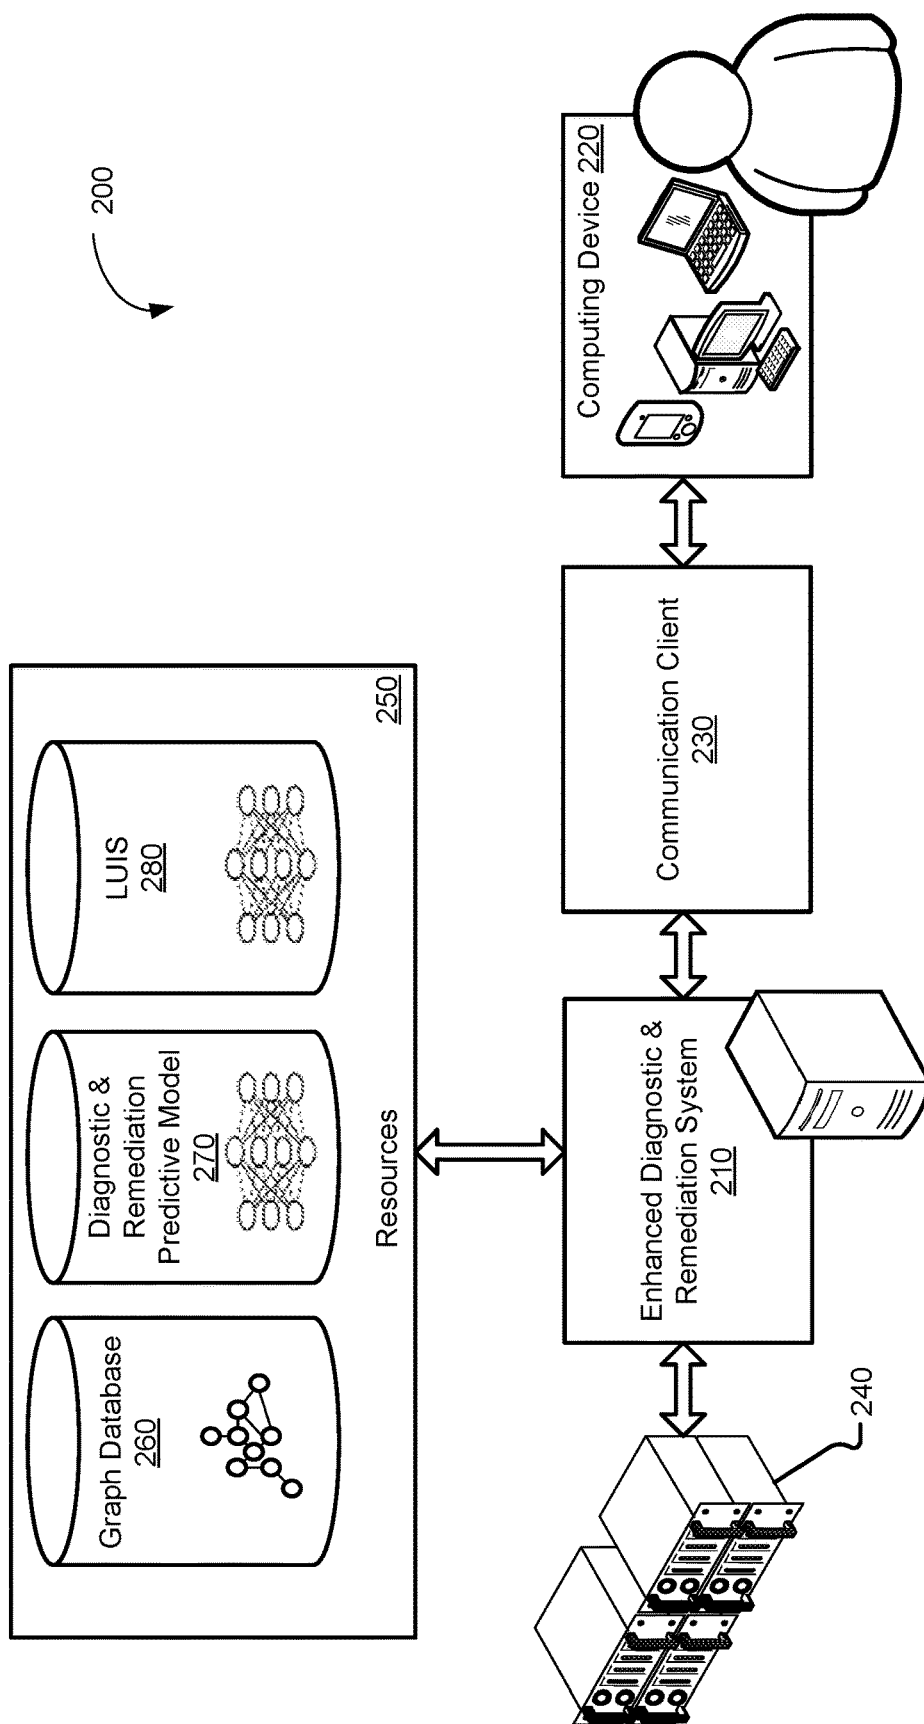 200
Graph Database
260
Diagnostic &
Remediation
Predictive Model
270
LUIS
280
Resources
250
Enhanced Diagnostic &
Remediation System
210
Communication Client
230
Computing Device 220
240